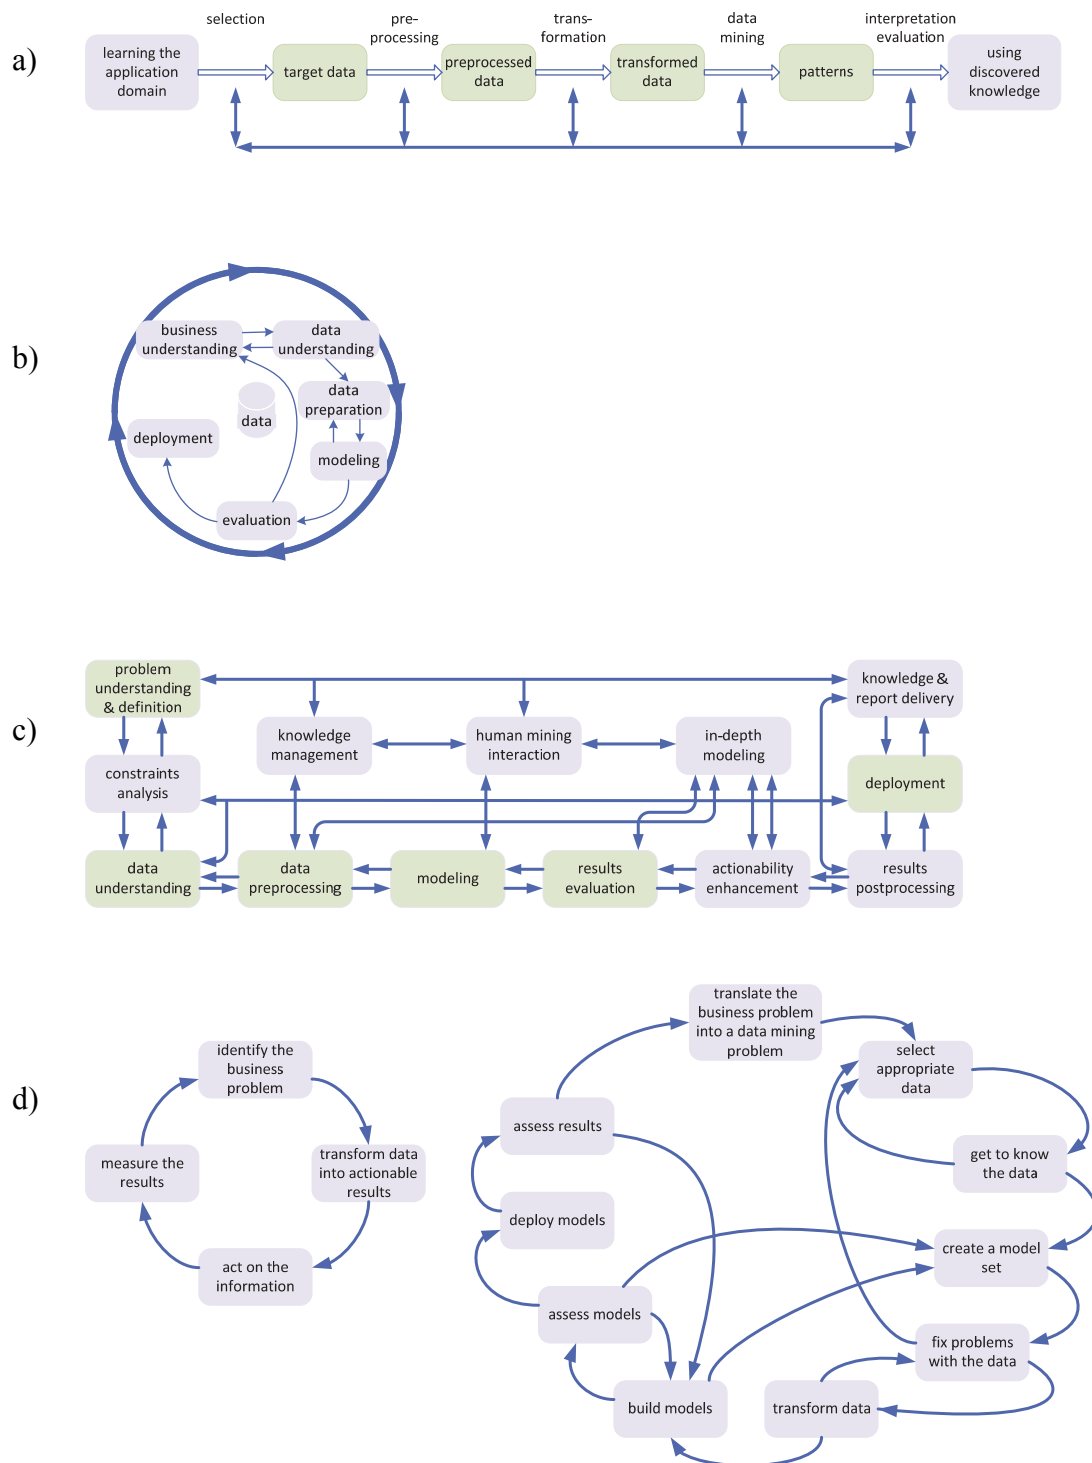 a)
selection
pre-
processing
trans-
formation
data
mining
interpretation
evaluation
learning the
application
domain
target data
preprocessed
data
transformed
data
patterns
using
discovered
knowledge
b)
business
understanding
data
understanding
data
preparation
data
deployment
modeling
evaluation
c)
problem
understanding
& definition
knowledge &
report delivery
knowledge
management
human mining
interaction
in-depth
modeling
constraints
analysis
deployment
data
understanding
data
preprocessing
modeling
results
evaluation
actionability
enhancement
results
postprocessing
d)
identify the
business
problem
measure the
results
transform data
into actionable
results
act on the
information
translate the
business problem
into a data mining
problem
select
appropriate
data
assess results
get to know
the data
deploy models
create a model
set
assess models
fix problems
with the data
build models
transform data